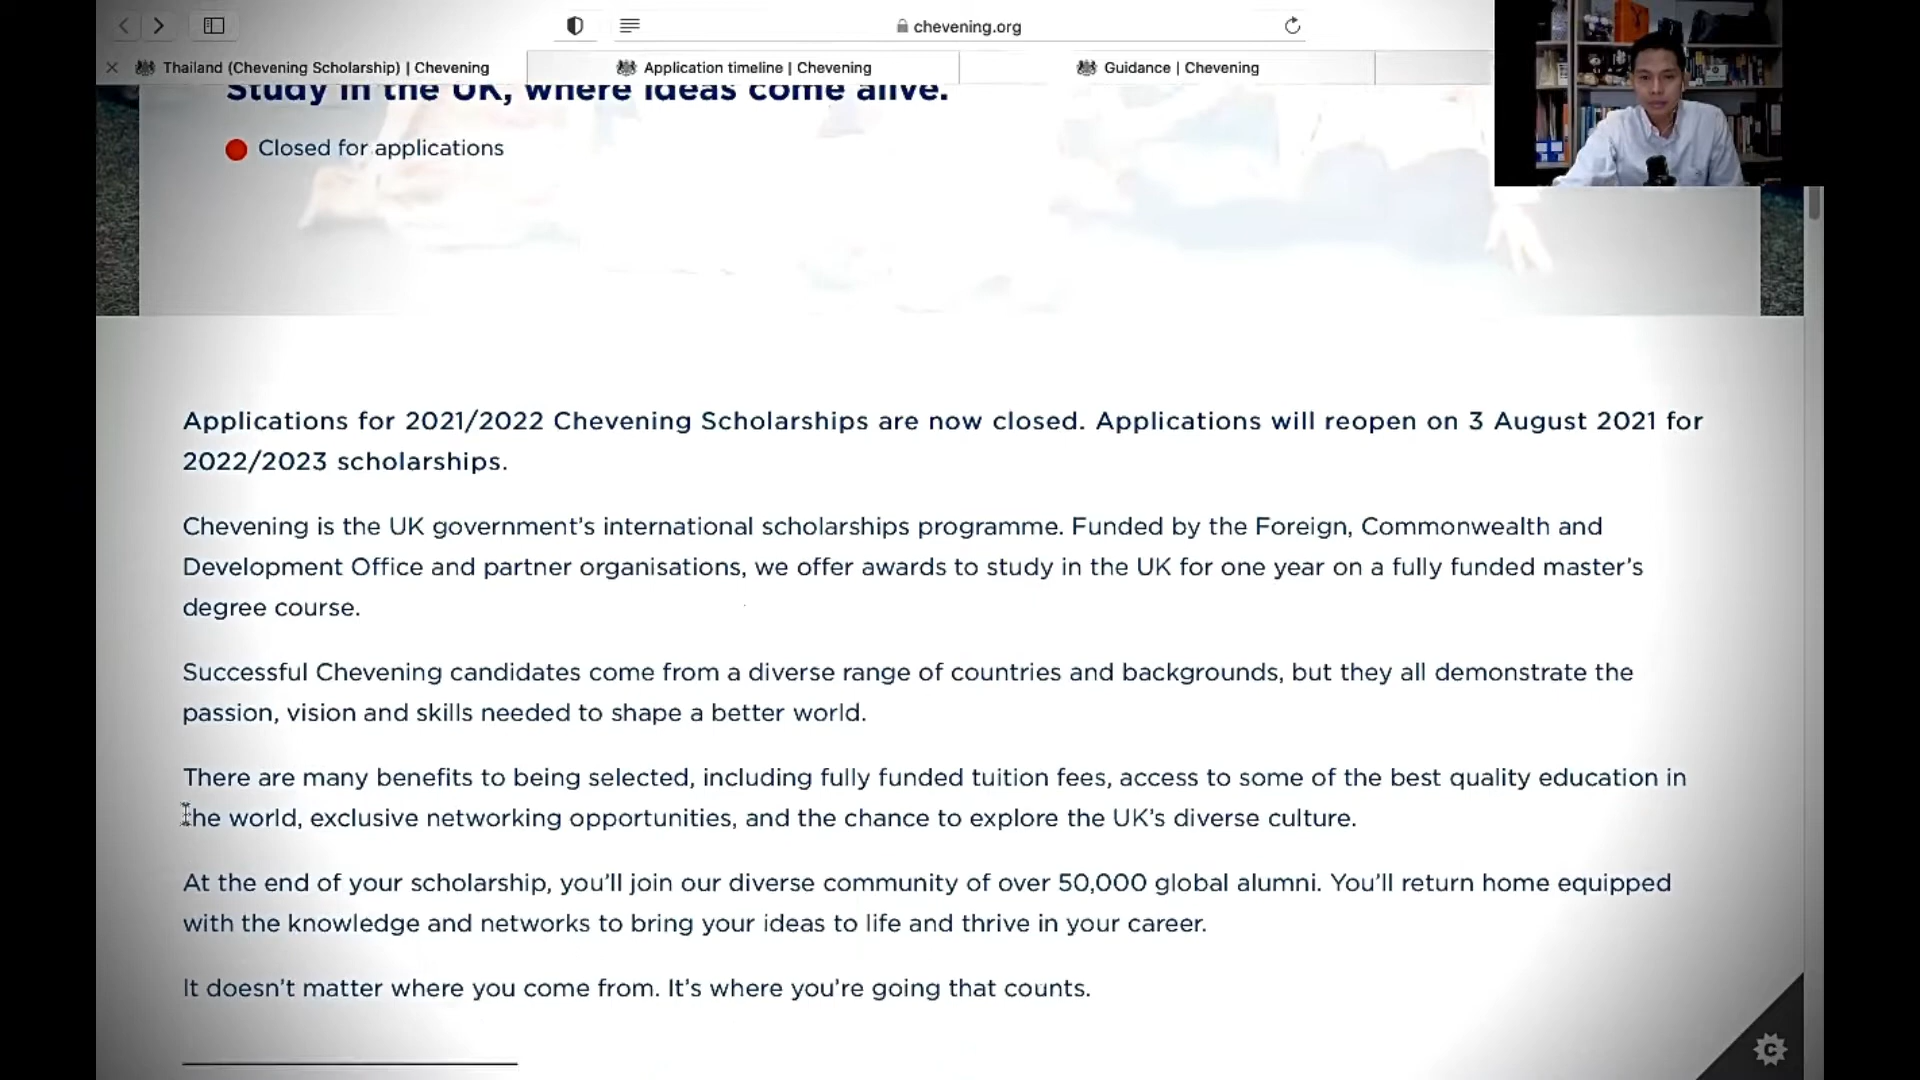 chevening.org
Thailand (Chevening Scholarship) | Chevening
Application timeline | Chevening
Guidance | Chevening
Study in the UK, where ideas come alive.
Closed for applications
Applications for 2021/2022 Chevening Scholarships are now closed. Applications will reopen on 3 August 2021 for
2022/2023 scholarships.
Chevening is the UK government’s international scholarships programme. Funded by the Foreign, Commonwealth and
Development Office and partner organisations, we offer awards to study in the UK for one year on a fully funded master’s
degree course.
Successful Chevening candidates come from a diverse range of countries and backgrounds, but they all demonstrate the
passion, vision and skills needed to shape a better world.
There are many benefits to being selected, including fully funded tuition fees, access to some of the best quality education in
the world, exclusive networking opportunities, and the chance to explore the UK’s diverse culture.
At the end of your scholarship, you’ll join our diverse community of over 50,000 global alumni. You’ll return home equipped
with the knowledge and networks to bring your ideas to life and thrive in your career.
It doesn’t matter where you come from. It’s where you’re going that counts.
C